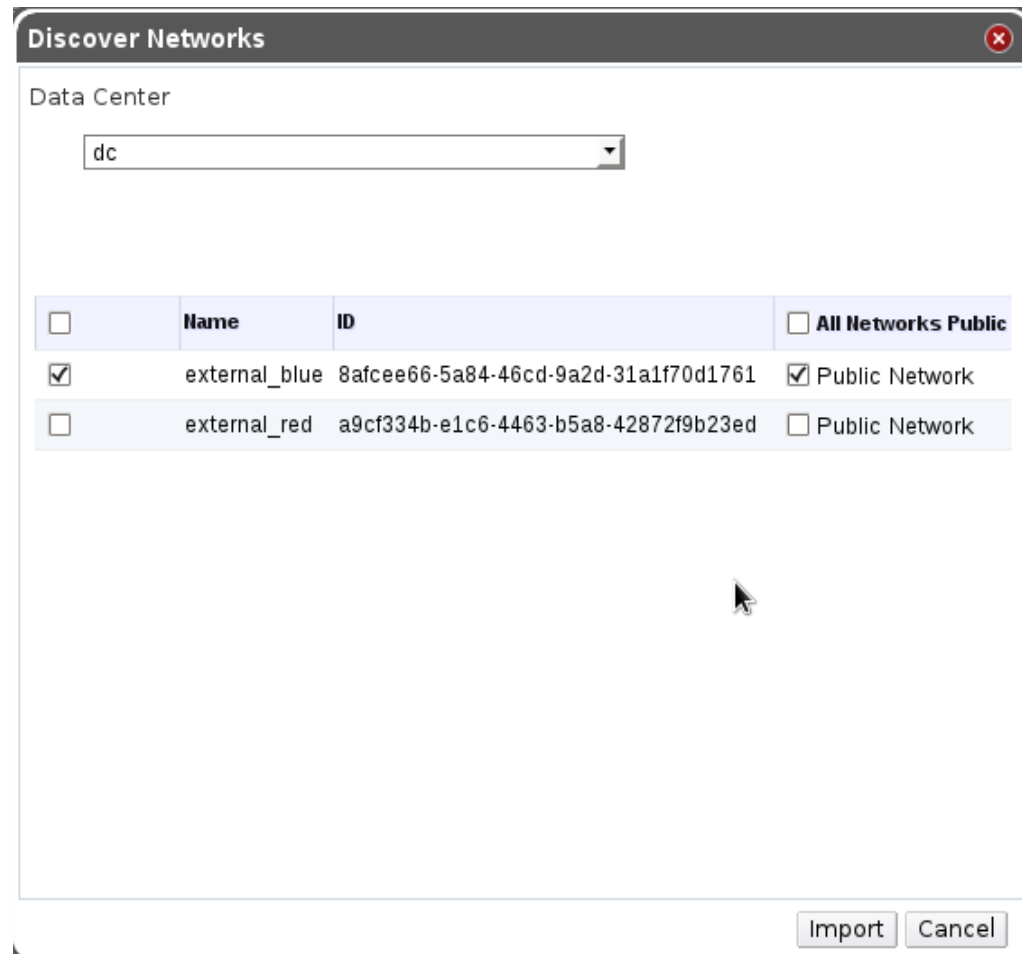 Discover Networks
Data Center
dc
Name ID All Networks Public
external_blue 8afcee66-5a84-46cd-9a2d-31a1f70d1761 Public Network
external_red a9cf334b-e1c6-4463-b5a8-42872f9b23ed Public Network
Import Cancel